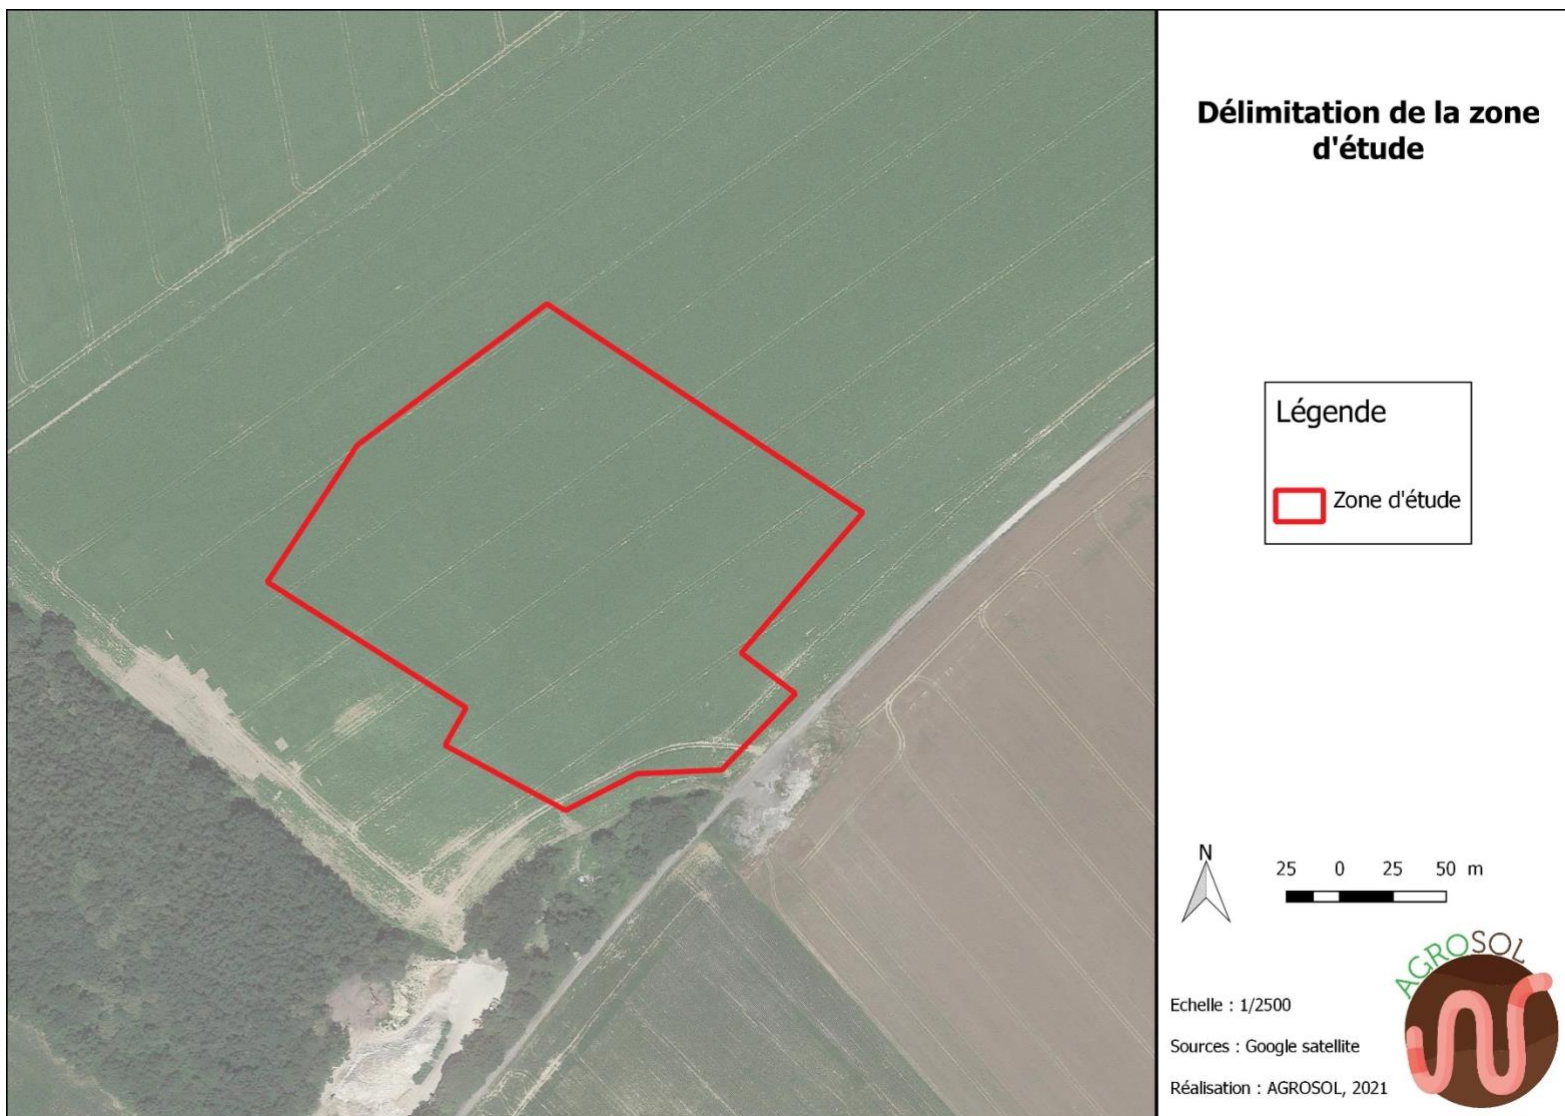 Délimitation de la zone
d'étude
Légende
Zone d'étude
N
25 0 25 50 m
AGROSOL
Echelle : 1/2500
Sources : Google satellite
Réalisation : AGROSOL, 2021